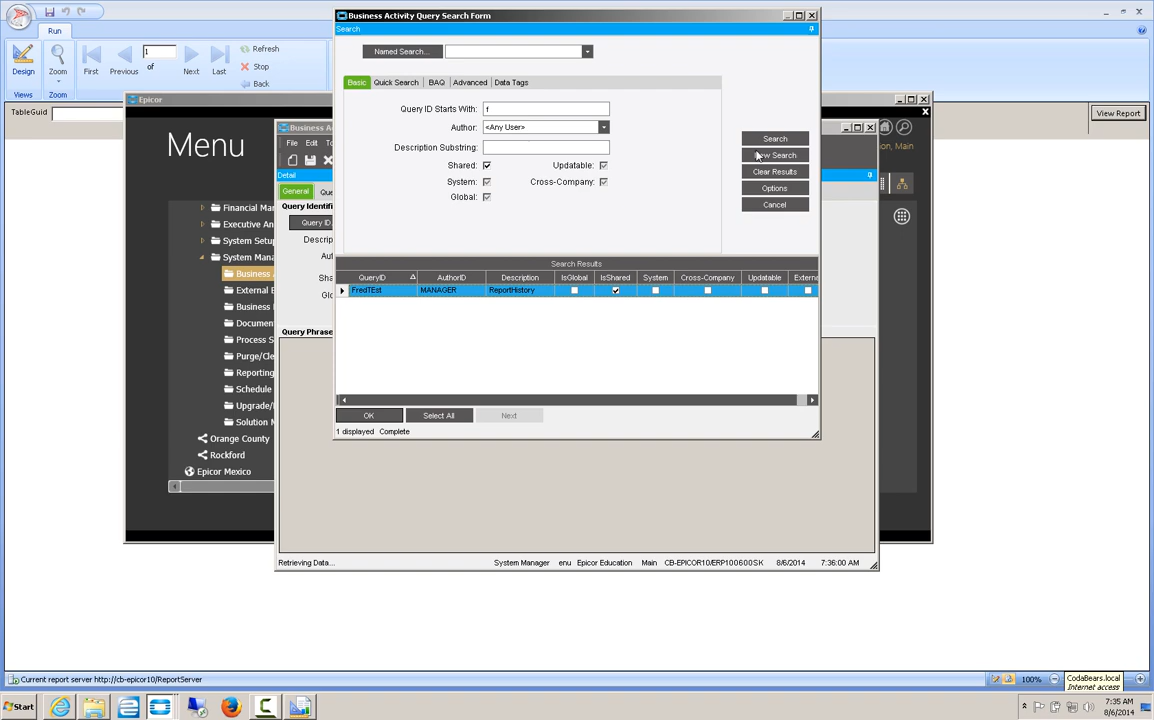 Business Activity Query Search Form
Search
Run
Named Search...
Design
Zoom
First
Previous
1
of
Next
Last
Refresh
Stop
Back
Views
Zoom
Basic
Quick Search
BAQ
Advanced
Data Tags
TableGuid
View Report
Epicor
Query ID Starts With: f
Author: <Any User>
Description Substring:
Shared:
Updatable:
System:
Cross-Company:
Global:
Search
Clear Results
Options
Cancel
Menu
Business Ac
File
Edit
Detail
General
Query Identifi
Query ID
Descrip
Query Phrase
on, Main
Financial Mar
Executive An
System Setu
System Mana
Business
External B
Business
Documen
Process S
Purge/Cle
Reporting
Schedule
Upgrade/
Solution M
Orange County
Rockford
Epicor Mexico
Search Results
QueryID
AuthorID
Description
IsGlobal
IsShared
System
Cross-Company
Updatable
Externa
FredTEst
MANAGER
ReportHistory
OK
Select All
Next
1 displayed Complete
Retrieving Data...
System Manager
enu
Epicor Education
Main
CB-EPICOR10/ERP100600SK
8/6/2014
7:36:00 AM
Current report server http://cb-epicor10/ReportServer
100%
CodaBears.local
Internet access
Start
7:35 AM
8/6/2014